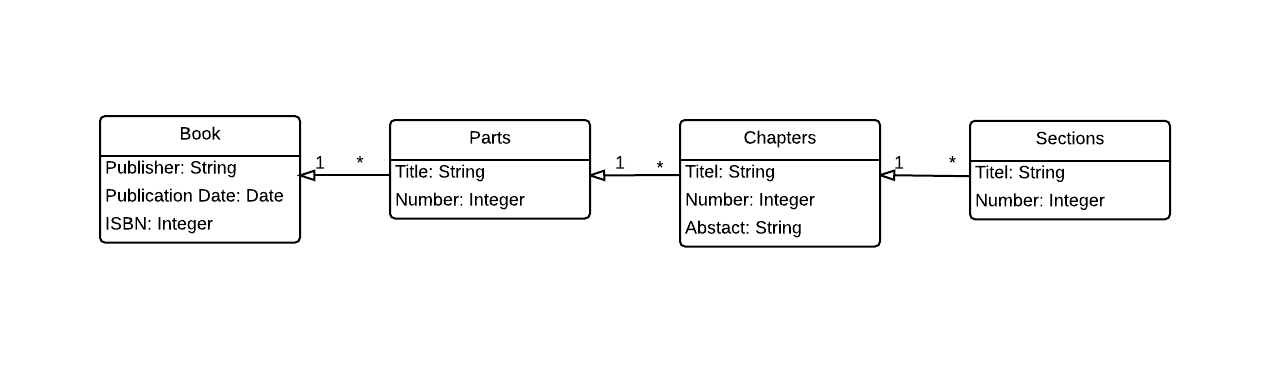 Book
Publisher: String
Publication Date: Date
ISBN: Integer
1 *
Parts
Title: String
Number: Integer
1 *
Chapters
Titel: String
Number: Integer
Abstact: String
1 *
Sections
Titel: String
Number: Integer